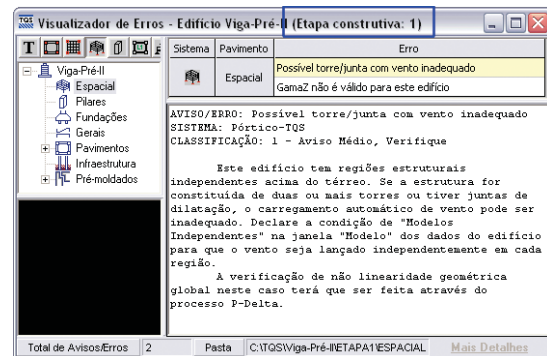 TQS Visualizador de Erros - Edifício Viga-Pré-II (Etapa construtiva: 1)
Sistema Pavimento Erro
Viga-Pré-II
Espacial
Pilares
Fundações
Gerais
Pavimentos
Infraestrutura
Pré-moldados
Espacial
Possível torre/junta com vento inadequado
GamaZ não é válido para este edifício
AVISO/ERRO: Possível torre/junta com vento inadequado
SISTEMA: Pórtico-TQS
CLASSIFICAÇÃO: 1 - Aviso Médio, Verifique
Este edifício tem regiões estruturais
independentes acima do térreo. Se a estrutura for
constituída de duas ou mais torres ou tiver juntas de
dilatação, o carregamento automático de vento pode ser
inadequado. Declare a condição de "Modelos
Independentes" na janela "Modelo" dos dados do edifício
para que o vento seja lançado independentemente em cada
região.
A verificação de não linearidade geométrica
global neste caso terá que ser feita através do
processo P-Delta.
Total de Avisos/Erros 2 Pasta C:\TQS\Viga-Pré-II\ETAPA1\ESPACIAL Mais Detalhes